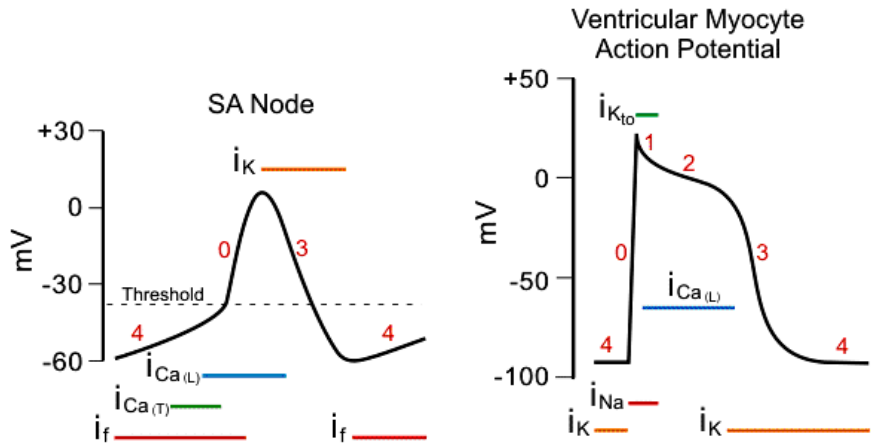 SA Node
+30
0
-30
-60
mV
Threshold
iK
0
3
4
4
iCa(L)
iCa(T)
if
if
Ventricular Myocyte
Action Potential
+50
0
-50
-100
mV
iKto
1
2
0
3
iCa(L)
4
4
iNa
iK
iK